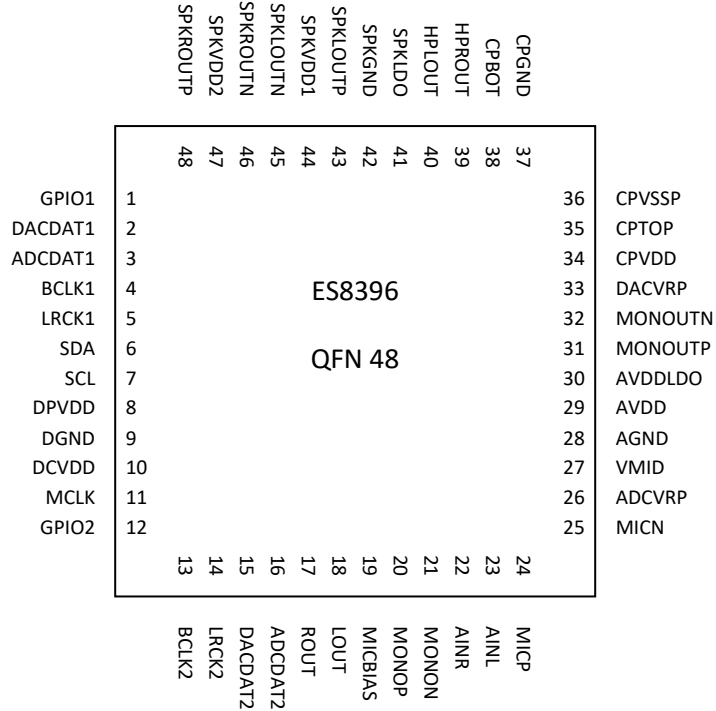 SPKROUTP
SPKVDD2
SPKROUTN
SPKLOUTN
SPKVDD1
SPKLOUTP
SPKGND
SPKLDO
HPLOUT
HPROUT
CPBOT
CPGND
48
47
46
45
44
43
42
41
40
39
38
37
GPIO1 1
DACDAT1 2
ADCDAT1 3
BCLK1 4
LRCK1 5
SDA 6
SCL 7
DPVDD 8
DGND 9
DCVDD 10
MCLK 11
GPIO2 12
ES8396
QFN 48
36 CPVSSP
35 CPTOP
34 CPVDD
33 DACVRP
32 MONOUTN
31 MONOUTP
30 AVDDLDO
29 AVDD
28 AGND
27 VMID
26 ADCVRP
25 MICN
13
14
15
16
17
18
19
20
21
22
23
24
BCLK2
LRCK2
DACDAT2
ADCDAT2
ROUT
LOUT
MICBIAS
MONOP
MONON
AINR
AINL
MICP